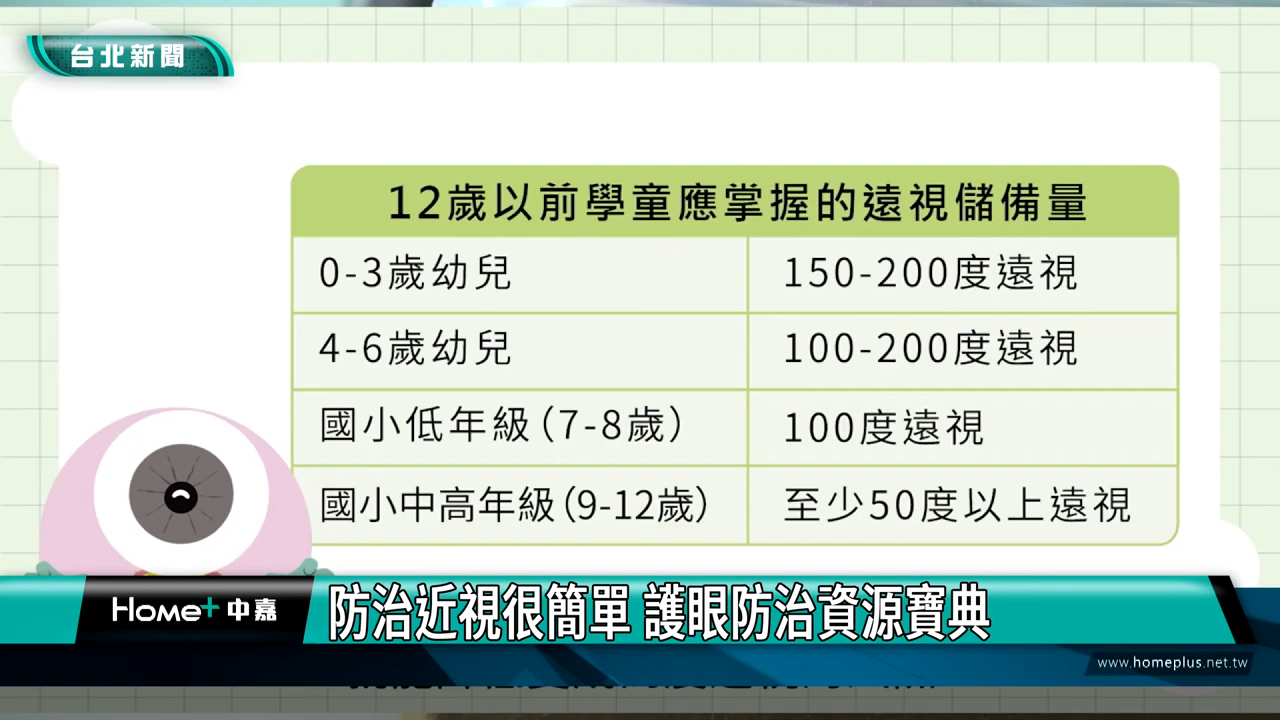 台北新聞
12歲以前學童應掌握的遠視儲備量
0-3歲幼兒 150-200度遠視
4-6歲幼兒 100-200度遠視
國小低年級（7-8歲） 100度遠視
國小中高年級（9-12歲） 至少50度以上遠視
Home+中嘉 防治近視很簡單 護眼防治資源寶典
www.homeplus.net.tw